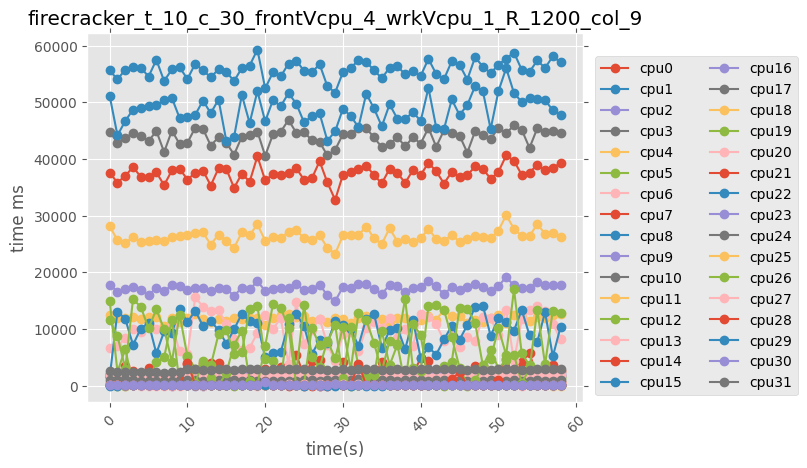 firecracker_t_10_c_30_frontVcpu_4_wrkVcpu_1_R_1200_col_9
60000
50000
40000
30000
20000
10000
0
time ms
0
10
20
30
40
50
60
time(s)
cpu0
cpu1
cpu2
cpu3
cpu4
cpu5
cpu6
cpu7
cpu8
cpu9
cpu10
cpu11
cpu12
cpu13
cpu14
cpu15
cpu16
cpu17
cpu18
cpu19
cpu20
cpu21
cpu22
cpu23
cpu24
cpu25
cpu26
cpu27
cpu28
cpu29
cpu30
cpu31